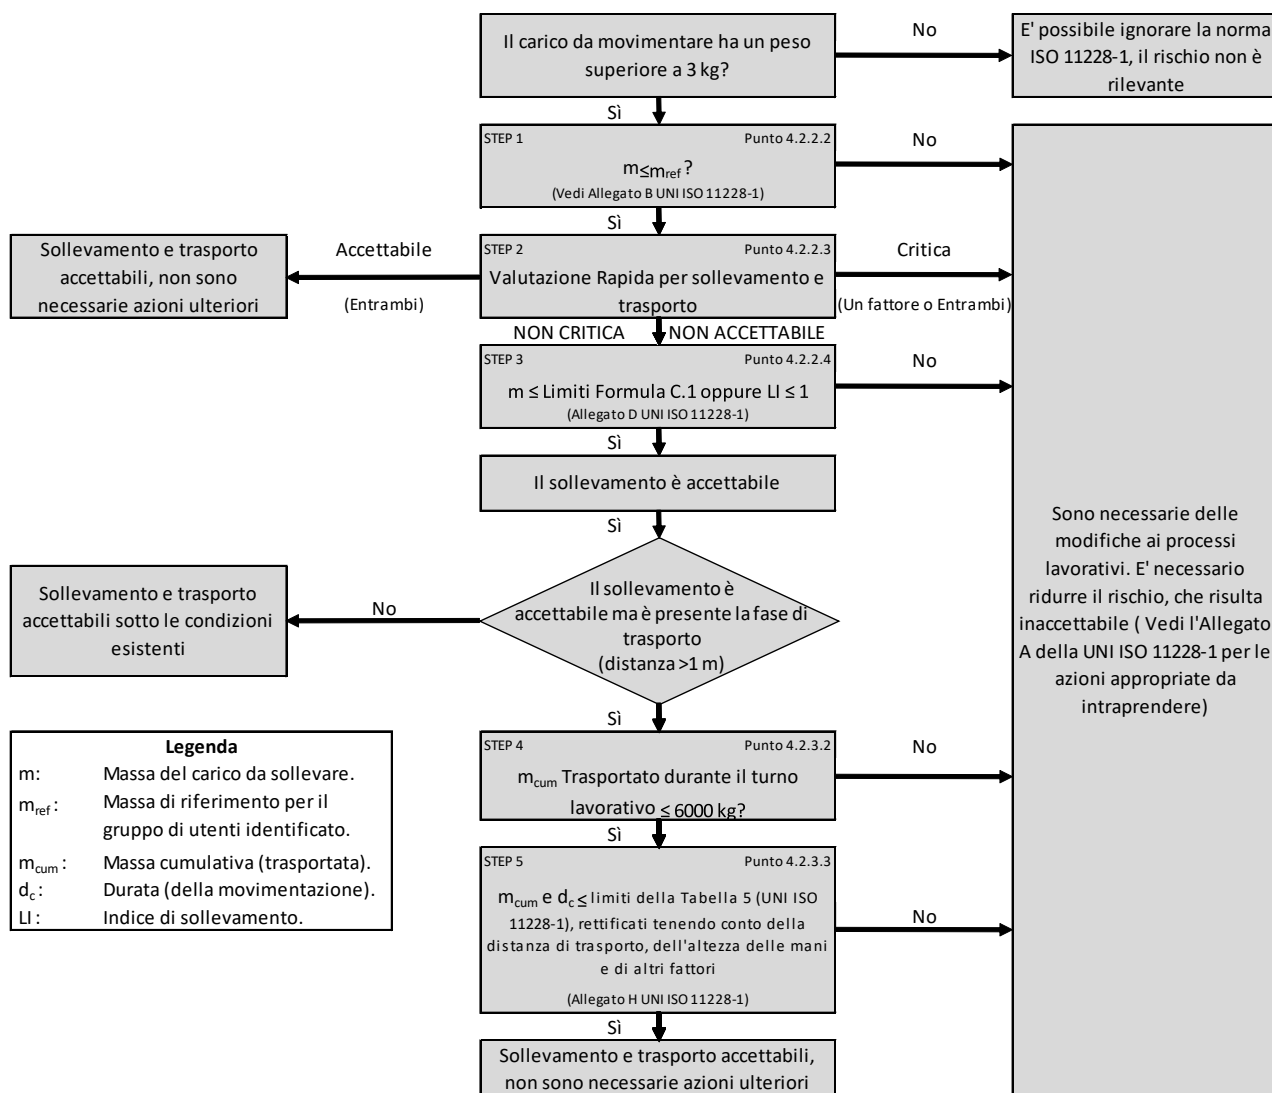 Il carico da movimentare ha un peso
superiore a 3 kg?
No
E' possibile ignorare la norma
ISO 11228-1, il rischio non è
rilevante
Sì
STEP 1
Punto 4.2.2.2
m≤mref ?
(Vedi Allegato B UNI ISO 11228-1)
No
Sì
STEP 2
Punto 4.2.2.3
Valutazione Rapida per sollevamento e
trasporto
Accettabile
(Entrambi)
Sollevamento e trasporto
accettabili, non sono
necessarie azioni ulteriori
Critica
(Un fattore o Entrambi)
NON CRITICA
NON ACCETTABILE
STEP 3
Punto 4.2.2.4
m ≤ Limiti Formula C.1 oppure LI ≤ 1
(Allegato D UNI ISO 11228-1)
No
Sì
Il sollevamento è accettabile
Sì
Il sollevamento è
accettabile ma è presente la fase di
trasporto
(distanza >1 m)
No
Sollevamento e trasporto
accettabili sotto le condizioni
esistenti
Sono necessarie delle
modifiche ai processi
lavorativi. E' necessario
ridurre il rischio, che risulta
inaccettabile ( Vedi l'Allegato
A della UNI ISO 11228-1 per le
azioni appropriate da
intraprendere)
Sì
STEP 4
Punto 4.2.3.2
mcum Trasportato durante il turno
lavorativo ≤ 6000 kg?
No
Sì
STEP 5
Punto 4.2.3.3
mcum e dc ≤ limiti della Tabella 5 (UNI ISO
11228-1), rettificati tenendo conto della
distanza di trasporto, dell'altezza delle mani
e di altri fattori
(Allegato H UNI ISO 11228-1)
No
Sì
Sollevamento e trasporto accettabili,
non sono necessarie azioni ulteriori
Legenda
m: Massa del carico da sollevare.
mref : Massa di riferimento per il
gruppo di utenti identificato.
mcum : Massa cumulativa (trasportata).
dc : Durata (della movimentazione).
LI : Indice di sollevamento.